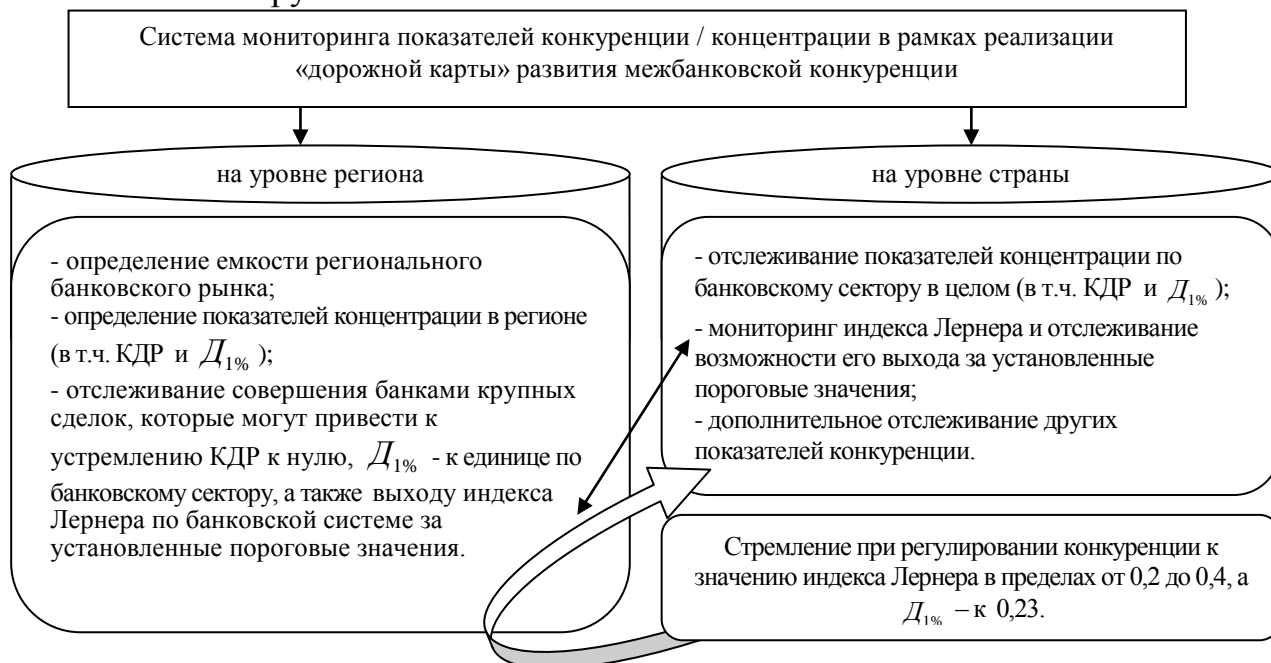 Система мониторинга показателей конкуренции / концентрации в рамках реализации
«дорожной карты» развития межбанковской конкуренции
на уровне региона
- определение емкости регионального
банковского рынка;
- определение показателей концентрации в регионе
(в т.ч. КДР и Д1%);
- отслеживание совершения банками крупных
сделок, которые могут привести к
устремлению КДР к нулю, Д1% - к единице по
банковскому сектору, а также выходу индекса
Лернера по банковской системе за
установленные пороговые значения.
на уровне страны
- отслеживание показателей концентрации по
банковскому сектору в целом (в т.ч. КДР и Д1%);
- мониторинг индекса Лернера и отслеживание
возможности его выхода за установленные
пороговые значения;
- дополнительное отслеживание других
показателей конкуренции.
Стремление при регулировании конкуренции к
значению индекса Лернера в пределах от 0,2 до 0,4, а
Д1% – к 0,23.